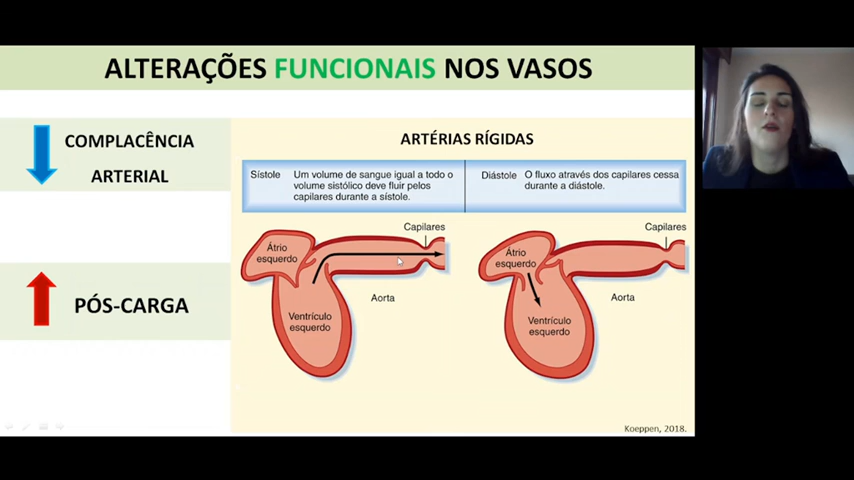 ALTERAÇÕES FUNCIONAIS NOS VASOS
COMPLACÊNCIA
ARTERIAL
PÓS-CARGA
ARTÉRIAS RÍGIDAS
Sístole
Um volume de sangue igual a todo o
volume sistólico deve fluir pelos
capilares durante a sístole.
Diástole
O fluxo através dos capilares cessa
durante a diástole.
Capilares
Átrio
esquerdo
Aorta
Ventrículo
esquerdo
Capilares
Átrio
esquerdo
Aorta
Ventrículo
esquerdo
Koeppen, 2018.